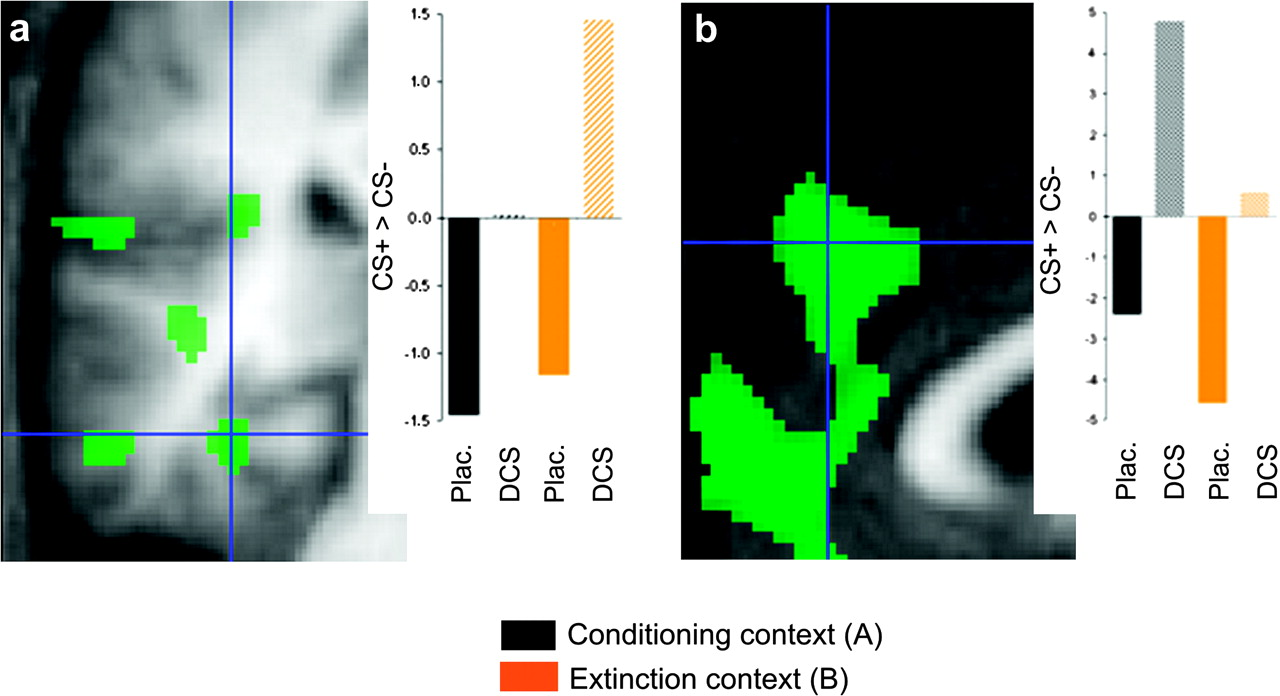 a
CS+ > CS-
1.5
1.0
0.5
0.0
-0.5
-1.0
-1.5
Plac.
DCS
Plac.
DCS
b
CS+ > CS-
5
4
3
2
1
0
-1
-2
-3
-4
-5
Plac.
DCS
Plac.
DCS
Conditioning context (A)
Extinction context (B)